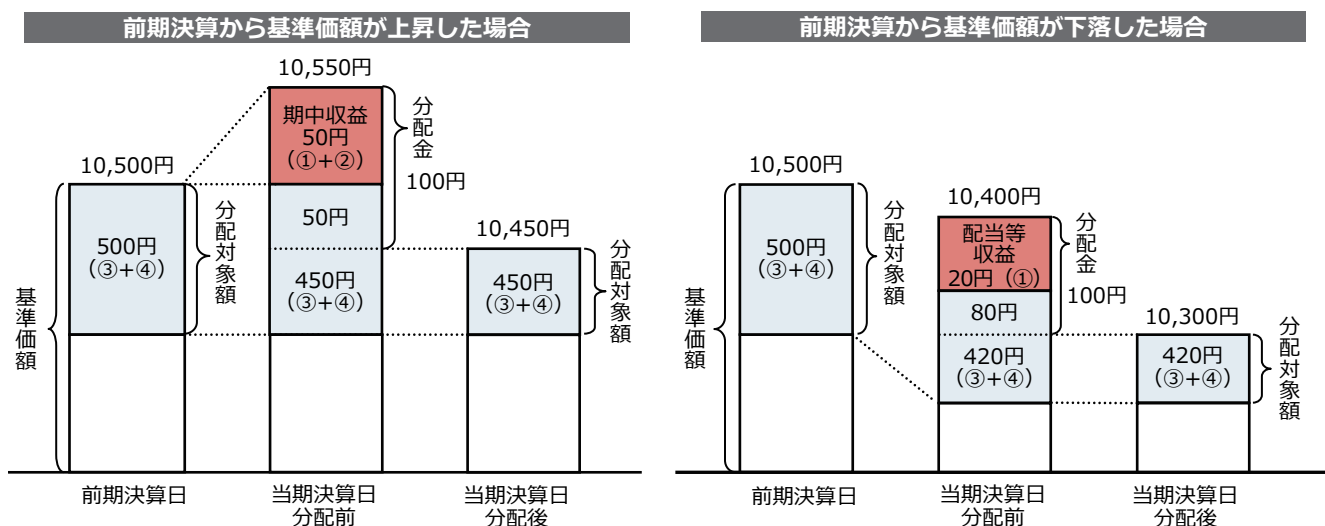 前期決算から基準価額が上昇した場合
10,550円
期中収益
50円
(①+②)
分配金
100円
10,500円
500円
(③+④)
分配対象額
基準価額
50円
450円
(③+④)
10,450円
450円
(③+④)
分配対象額
前期決算日
当期決算日
分配前
当期決算日
分配後
前期決算から基準価額が下落した場合
10,500円
500円
(③+④)
分配対象額
基準価額
10,400円
配当等
収益
20円(①)
分配金
100円
80円
420円
(③+④)
10,300円
420円
(③+④)
分配対象額
前期決算日
当期決算日
分配前
当期決算日
分配後